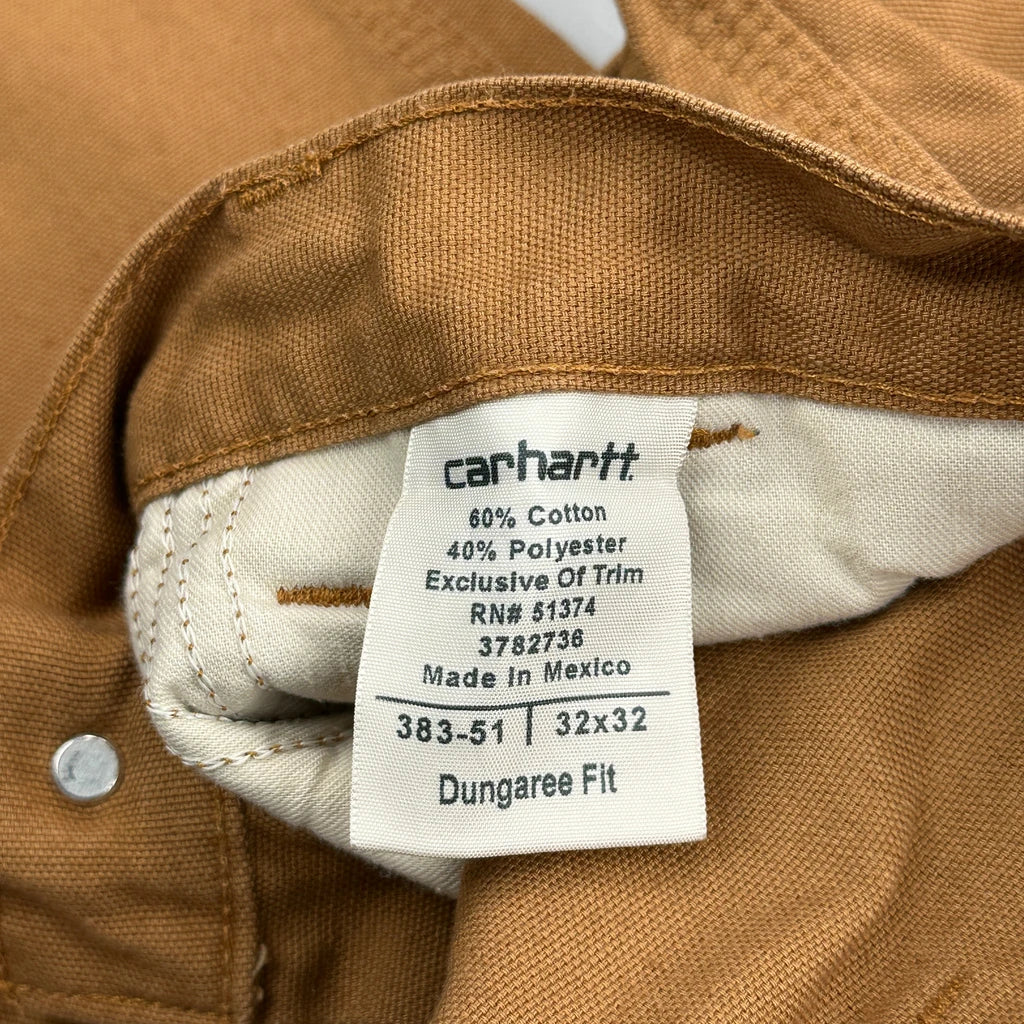 carhartt
60% Cotton
40% Polyester
Exclusive Of Trim
RN# 51374
3782736
Made In Mexico
383-51 | 32x32
Dungaree Fit